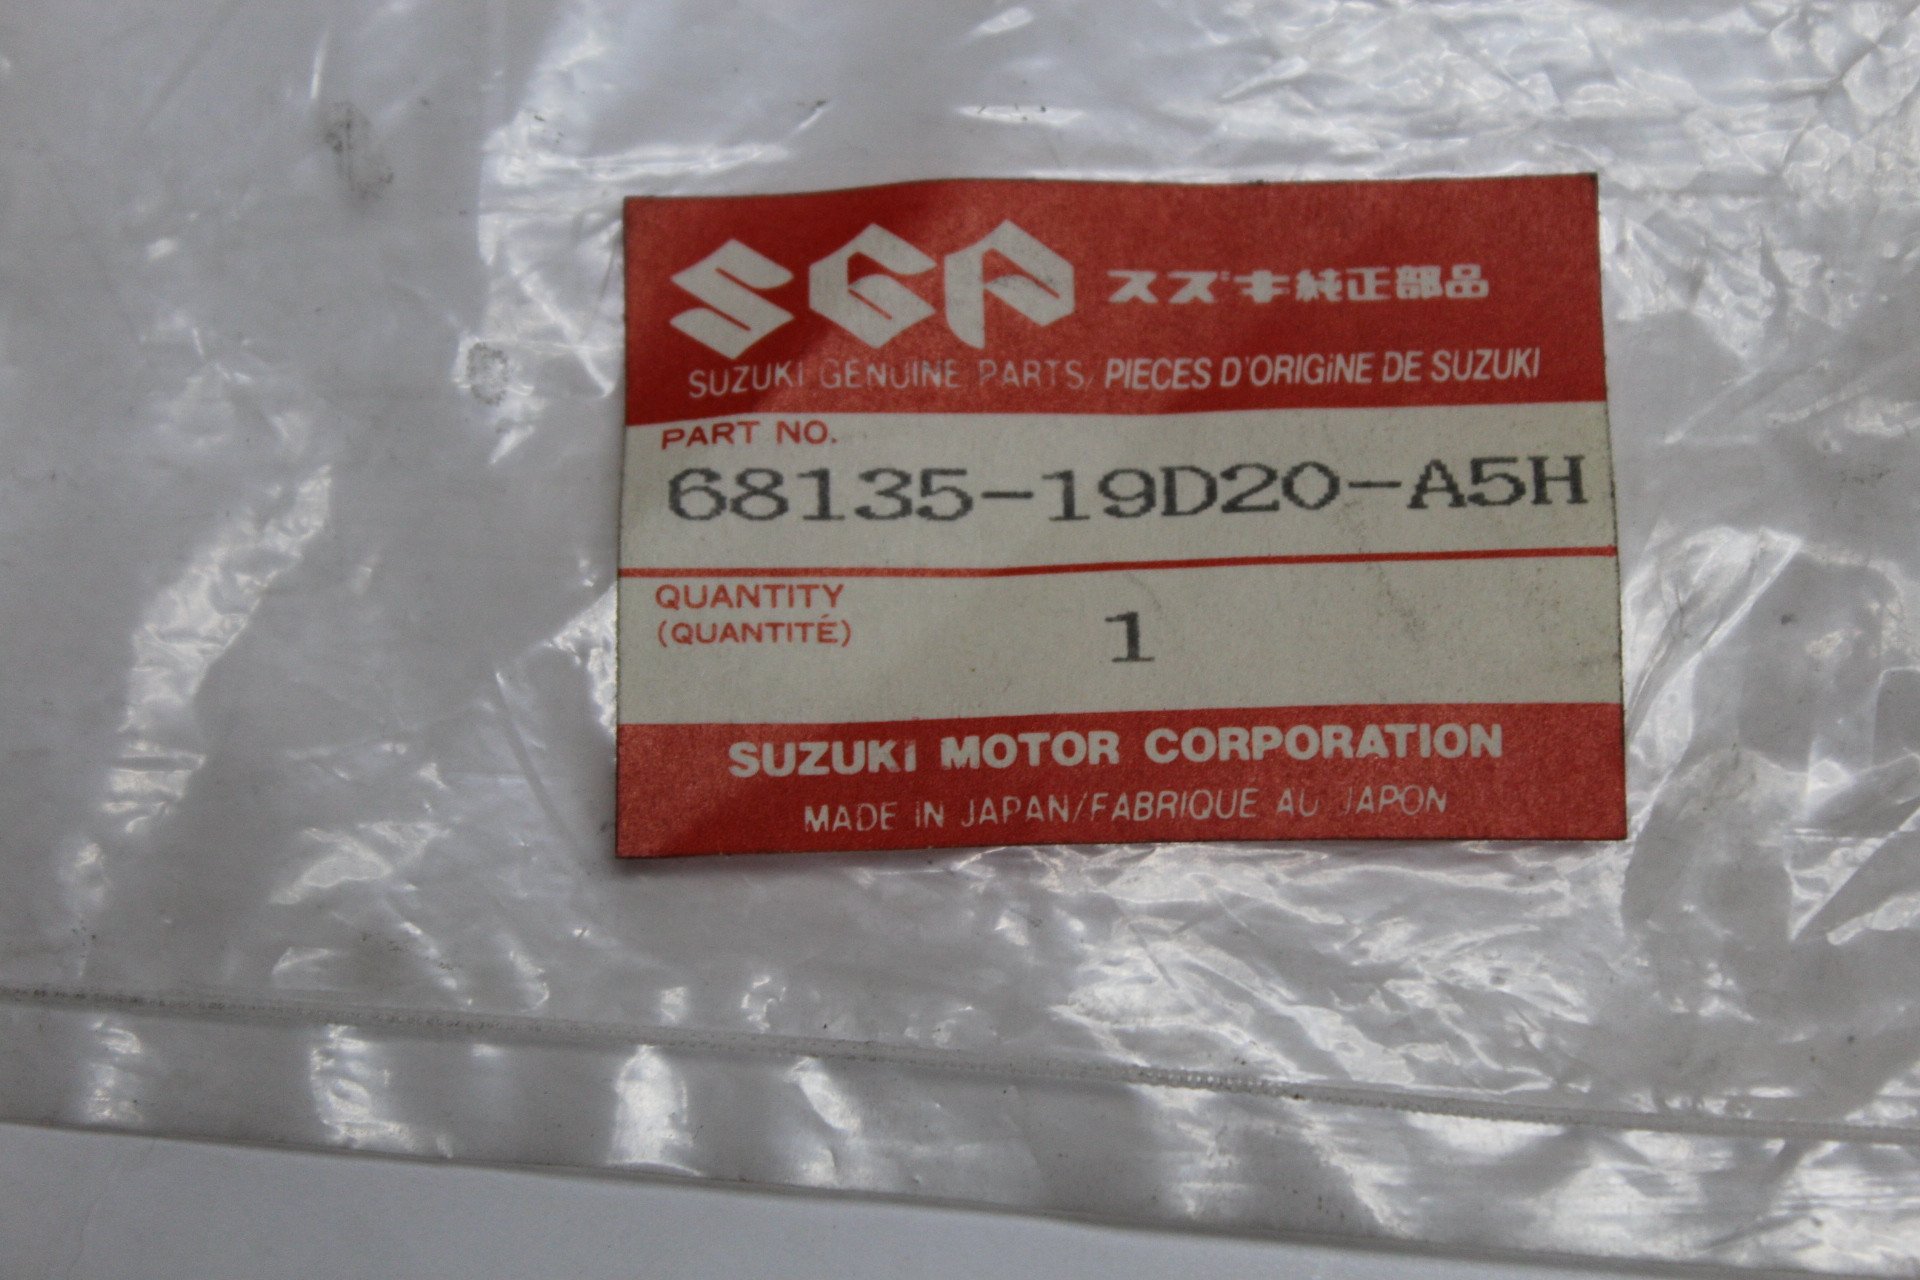 SGP スズキ純正部品
SUZUKI GENUINE PARTS/PIECES D'ORIGINE DE SUZUKI
PART NO.
68135-19D20-A5H
QUANTITY
(QUANTITÉ)
1
SUZUKI MOTOR CORPORATION
MADE IN JAPAN/FABRIQUE AU JAPON